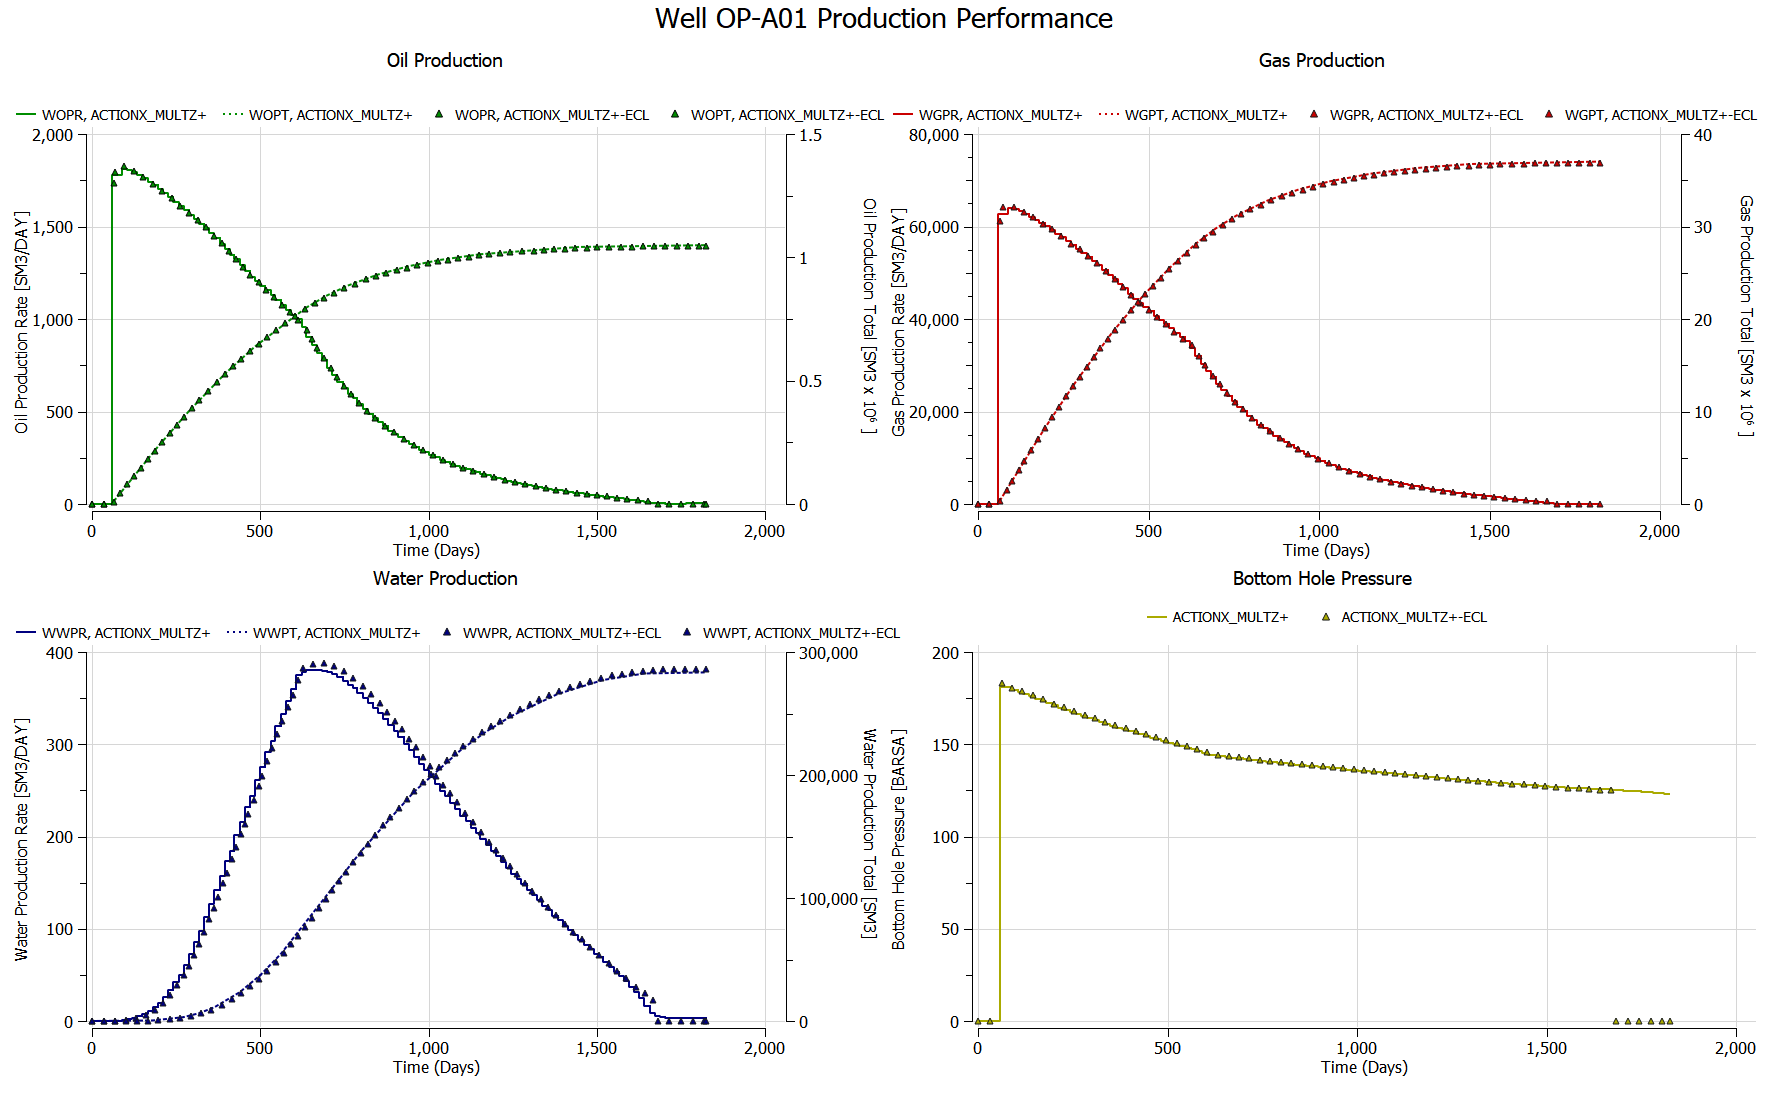 Well OP-A01 Production Performance
Oil Production
WOPR, ACTIONX_MULTZ+ WOPT, ACTIONX_MULTZ+ WOPR, ACTIONX_MULTZ+-ECL WOPT, ACTIONX_MULTZ+-ECL
2,000
1,500
1,000
500
0
Oil Production Rate [SM3/DAY]
1.5
1
0.5
0
Oil Production Total [SM3 x 10⁶ ]
0 500 1,000 1,500 2,000
Time (Days)
Gas Production
WGPR, ACTIONX_MULTZ+ WGPT, ACTIONX_MULTZ+ WGPR, ACTIONX_MULTZ+-ECL WGPT, ACTIONX_MULTZ+-ECL
80,000
60,000
40,000
20,000
0
Gas Production Rate [SM3/DAY]
40
30
20
10
0
Gas Production Total [SM3 x 10⁶ ]
0 500 1,000 1,500 2,000
Time (Days)
Water Production
WWPR, ACTIONX_MULTZ+ WWPT, ACTIONX_MULTZ+ WWPR, ACTIONX_MULTZ+-ECL WWPT, ACTIONX_MULTZ+-ECL
400
300
200
100
0
Water Production Rate [SM3/DAY]
300,000
200,000
100,000
0
Water Production Total [SM3]
0 500 1,000 1,500 2,000
Time (Days)
Bottom Hole Pressure
ACTIONX_MULTZ+ ACTIONX_MULTZ+-ECL
200
150
100
50
0
Bottom Hole Pressure [BARSA]
0 500 1,000 1,500 2,000
Time (Days)